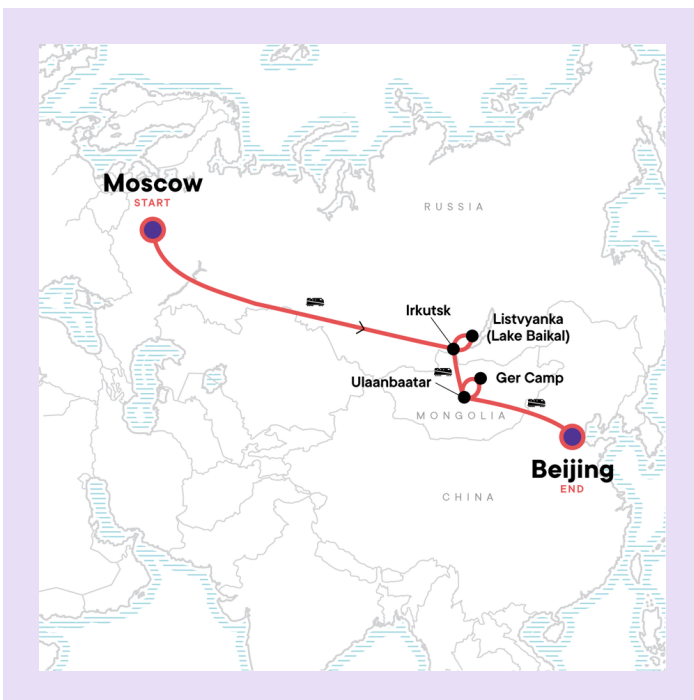 Moscow
START
RUSSIA
Irkutsk
Listvyanka
(Lake Baikal)
Ulaanbaatar
Ger Camp
MONGOLIA
Beijing
END
CHINA